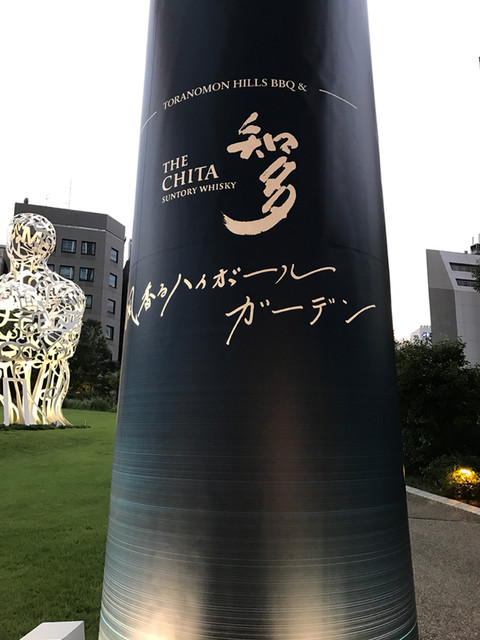 TORANOMON HILLS BBQ &
知多
THE
CHITA
SUNTORY WHISKY
風香るハイボール
ガーデン